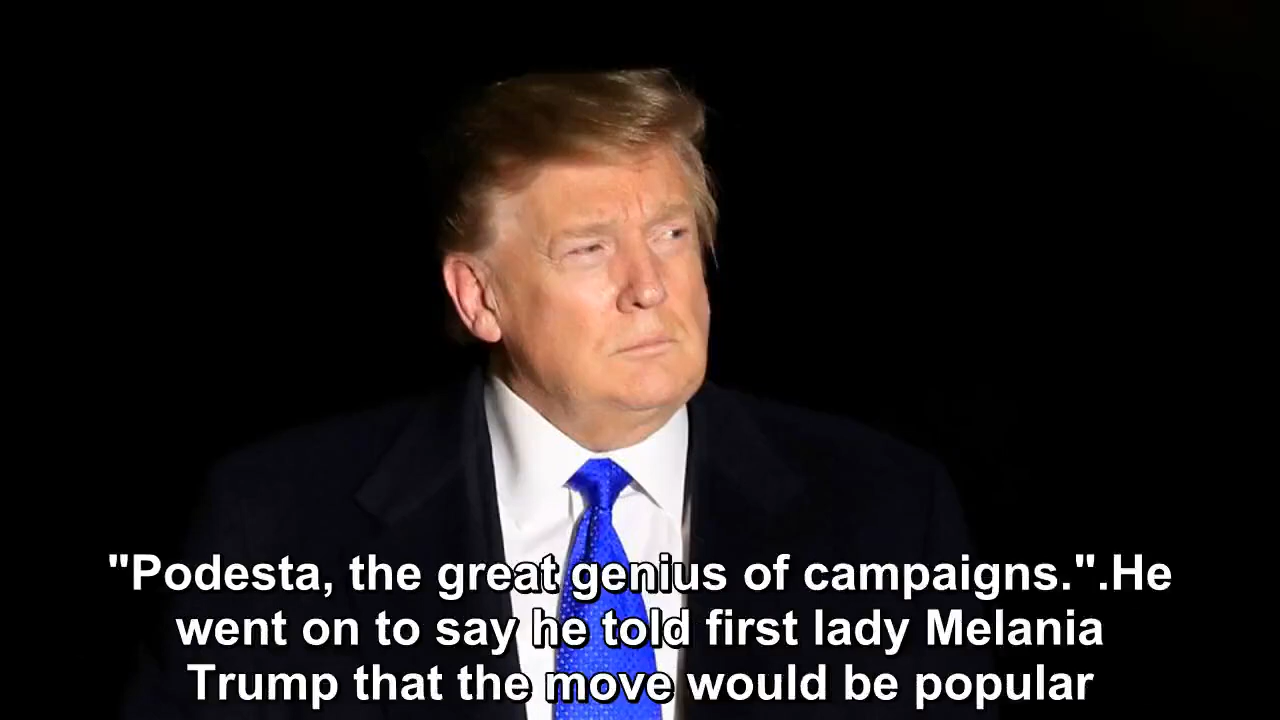 "Podesta, the great genius of campaigns.".He
went on to say he told first lady Melania
Trump that the move would be popular